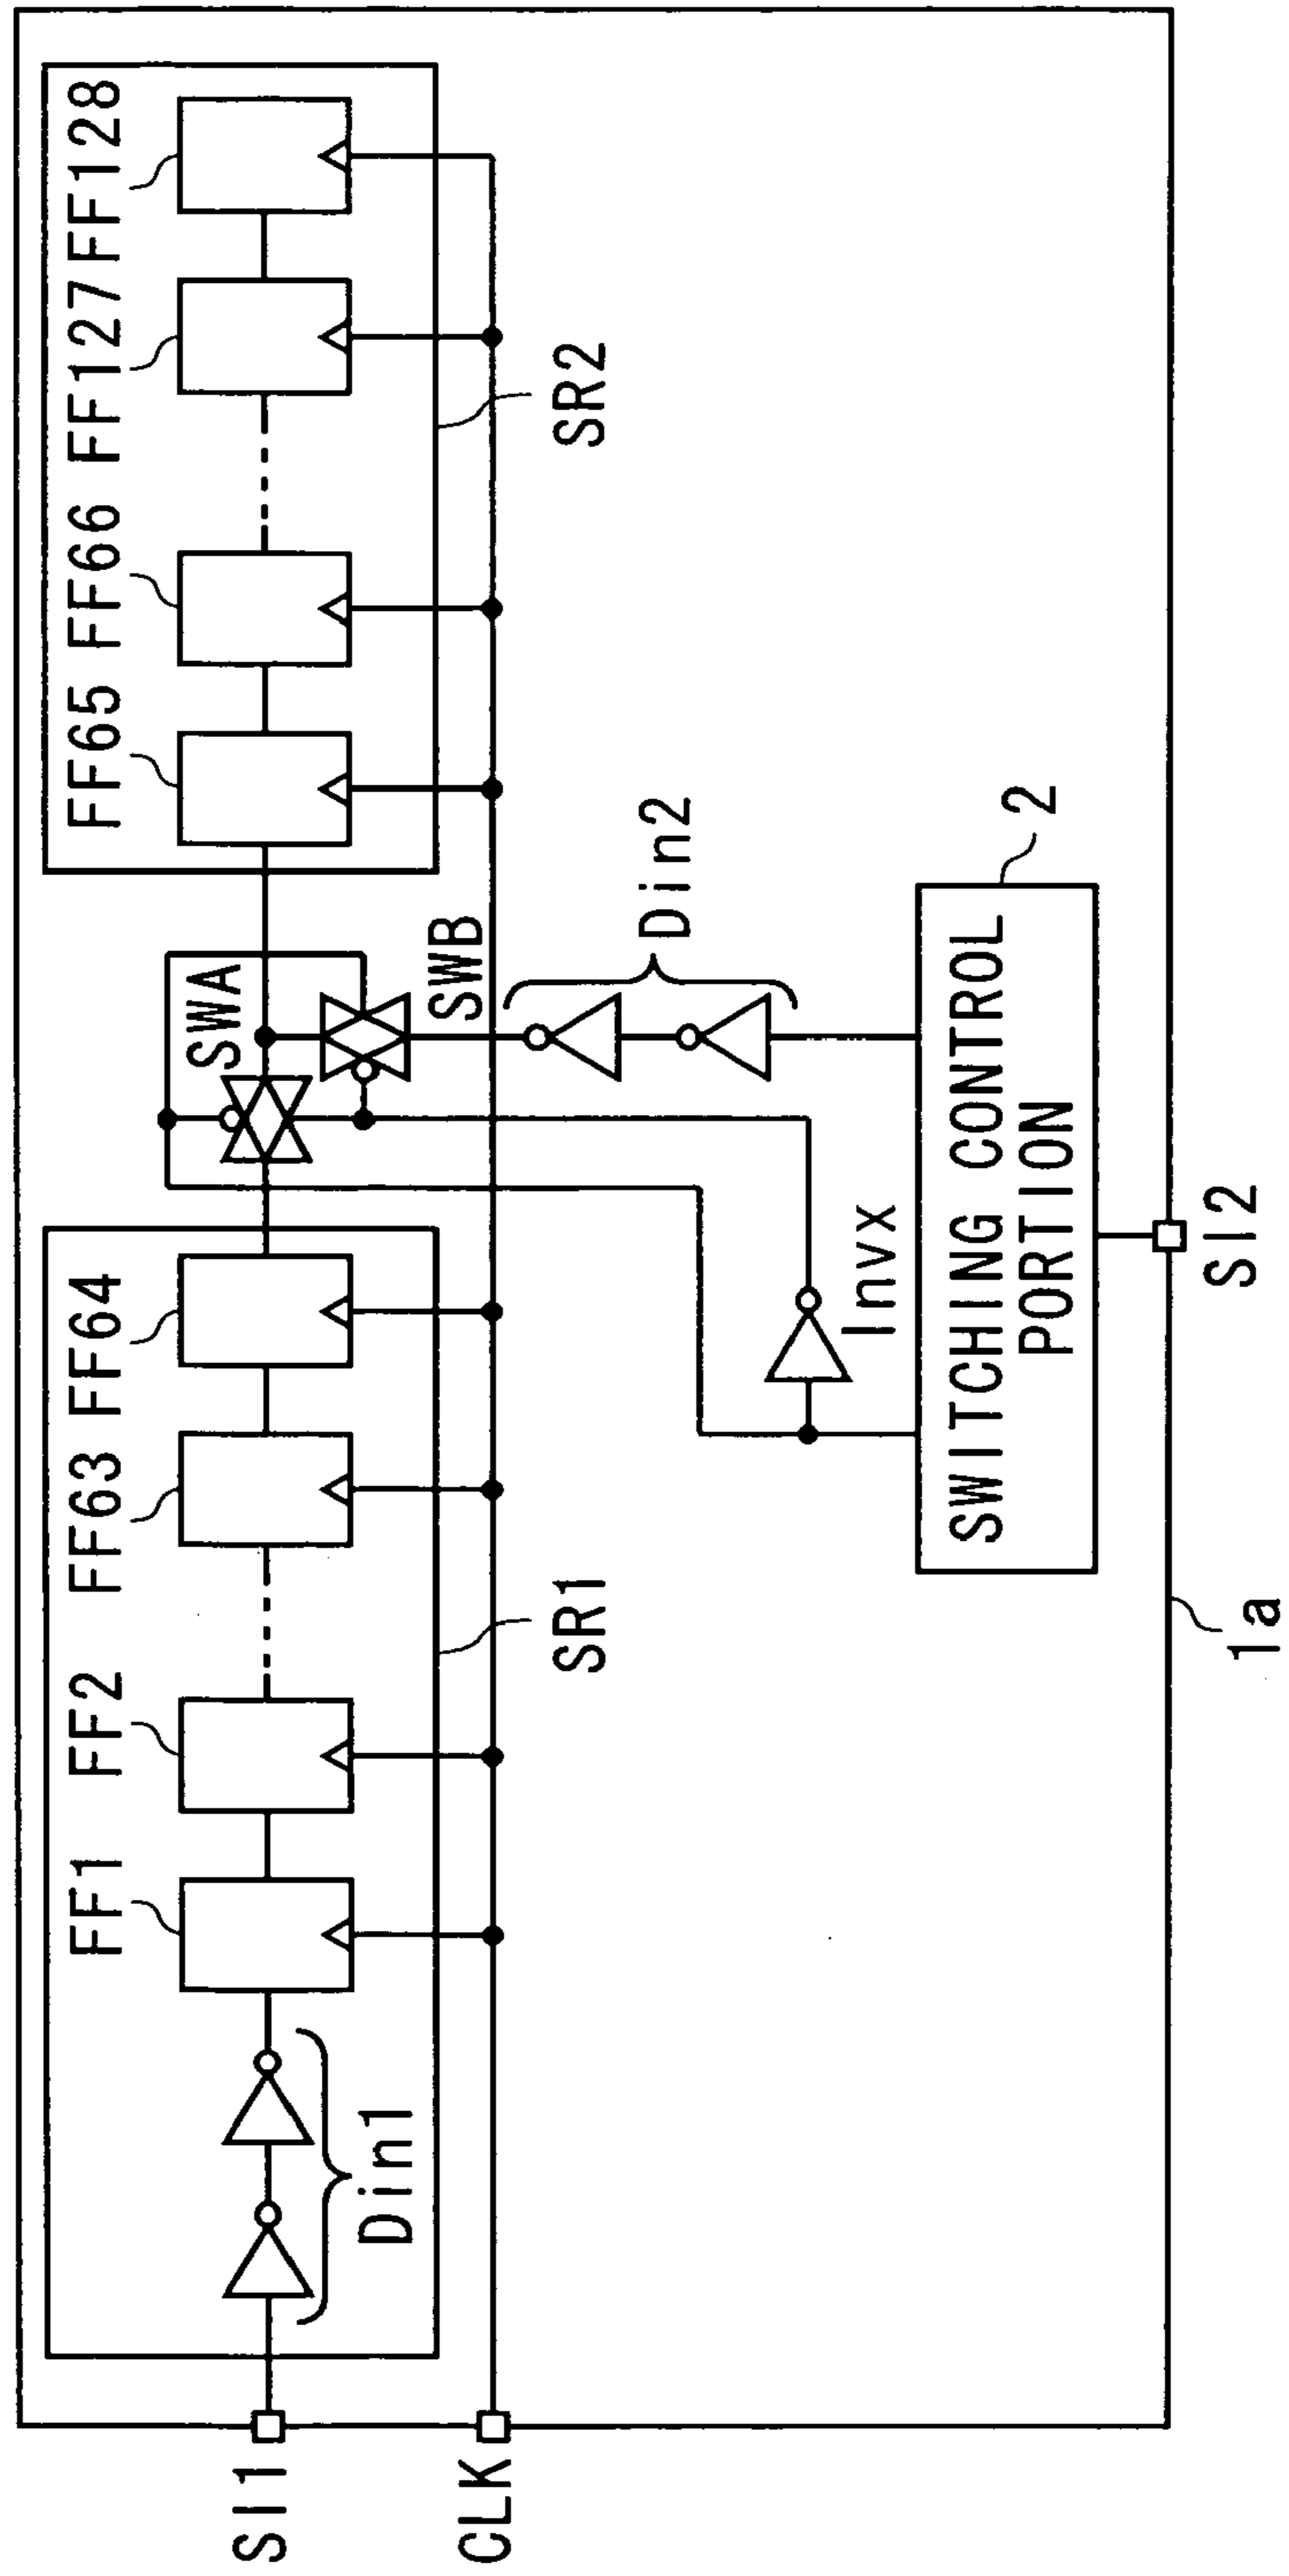 FF1
FF2
FF63
FF64
FF65
FF66
FF127
FF128
SWA
SWB
Din1
SR1
SR2
Din2
SI1
CLK
Invx
SWITCHING CONTROL
PORTION
2
SI2
1a